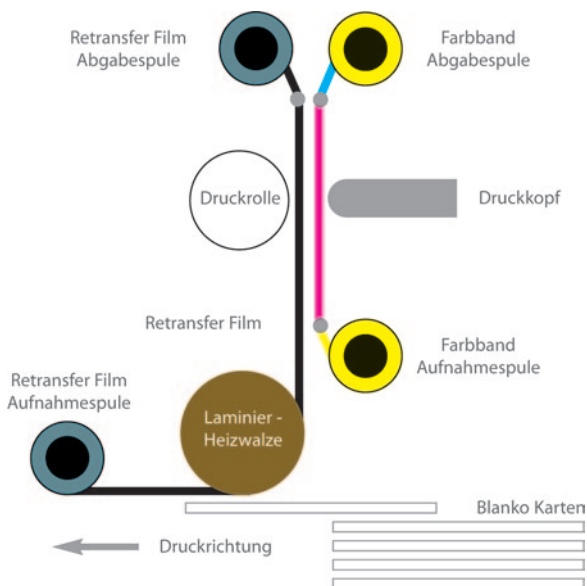 Retransfer Film
Abgabespule
Farbband
Abgabespule
Druckrolle
Druckkopf
Retransfer Film
Farbband
Aufnahmespule
Retransfer Film
Aufnahmespule
Laminier -
Heizwalze
Blanko Karten
Druckrichtung